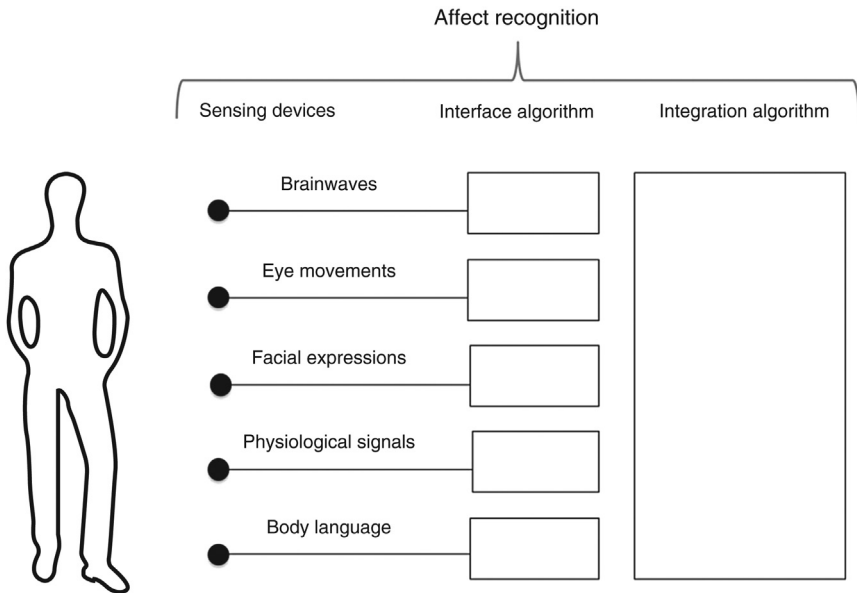 Affect recognition
Sensing devices
Interface algorithm
Integration algorithm
Brainwaves
Eye movements
Facial expressions
Physiological signals
Body language